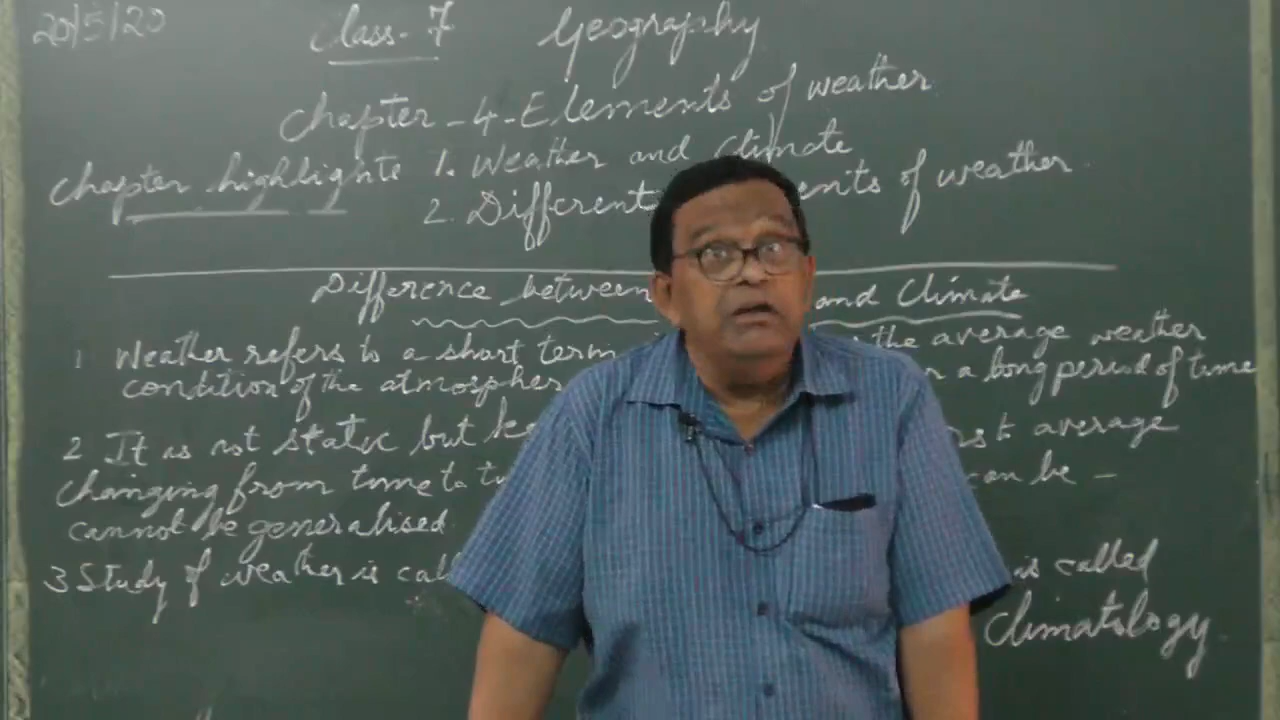 20/5/20 Class-7 Geography
Chapter-4-Elements of weather
Chapter highlights 1. Weather and Climate
2. Different ents of weather
Difference between and Climate
1 Weather refers to a short term the average weather
condition of the atmospher a long period of time
2 It is not static but average
changing from time to can be -
cannot be generalised
3 Study of weather is is called
Climatology